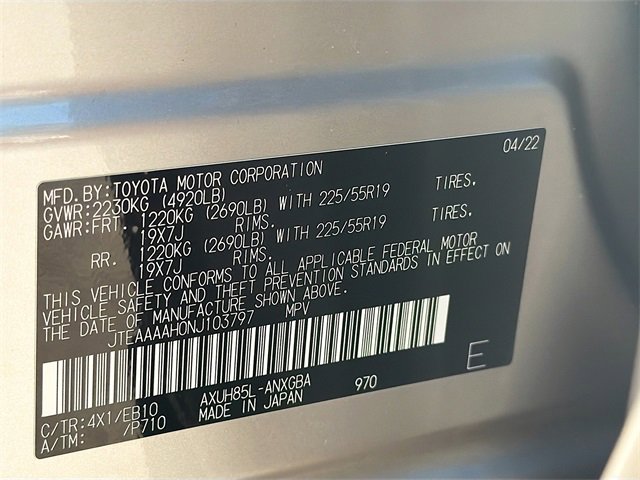 04/22
MFD.BY:TOYOTA MOTOR CORPORATION
GVWR:2230KG (4920LB)
GAWR:FRT. 1220KG (2690LB) WITH 225/55R19 TIRES,
19X7J RIMS.
RR. 1220KG (2690LB) WITH 225/55R19 TIRES,
19X7J RIMS.
THIS VEHICLE CONFORMS TO ALL APPLICABLE FEDERAL MOTOR
VEHICLE SAFETY AND THEFT PREVENTION STANDARDS IN EFFECT ON
THE DATE OF MANUFACTURE SHOWN ABOVE.
JTEAAAAH0NJ103797 MPV
E
C/TR:4X1/EB10 AXUH85L-ANXGBA 970
A/TM: /P710 MADE IN JAPAN